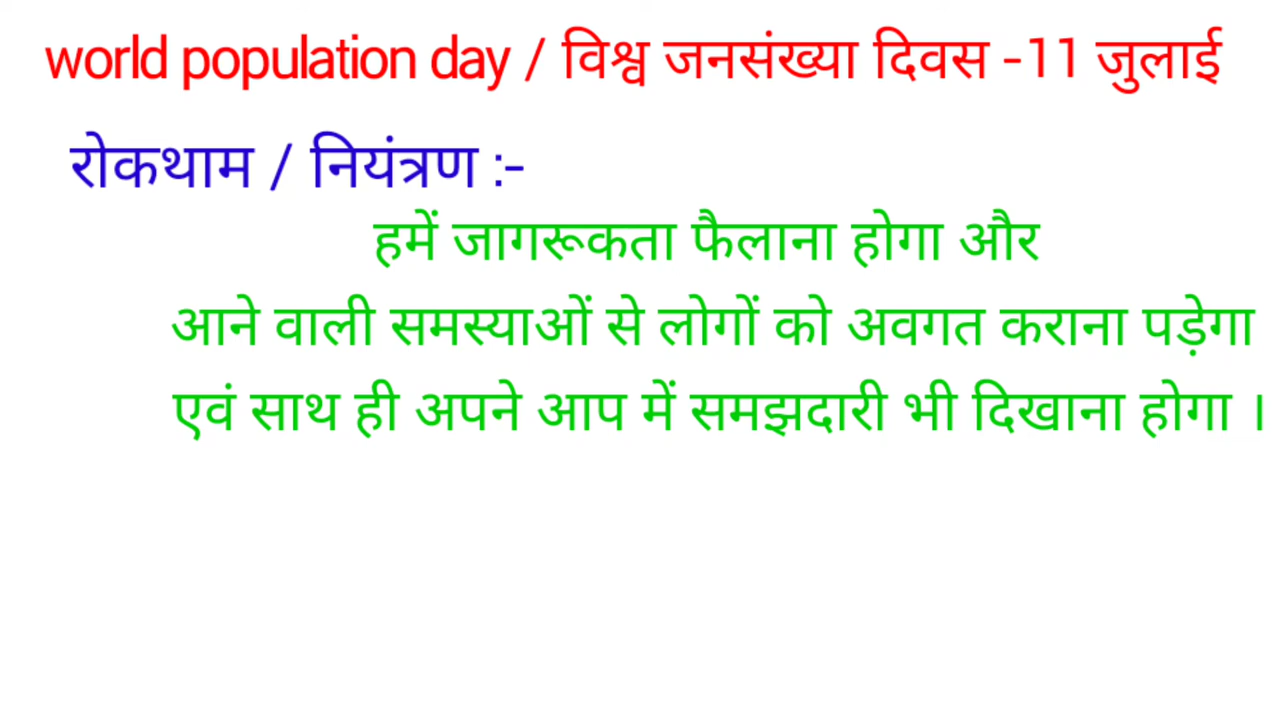 world population day / विश्व जनसंख्या दिवस -11 जुलाई
रोकथाम / नियंत्रण :-
हमें जागरूकता फैलाना होगा और
आने वाली समस्याओं से लोगों को अवगत कराना पड़ेगा
एवं साथ ही अपने आप में समझदारी भी दिखाना होगा ।